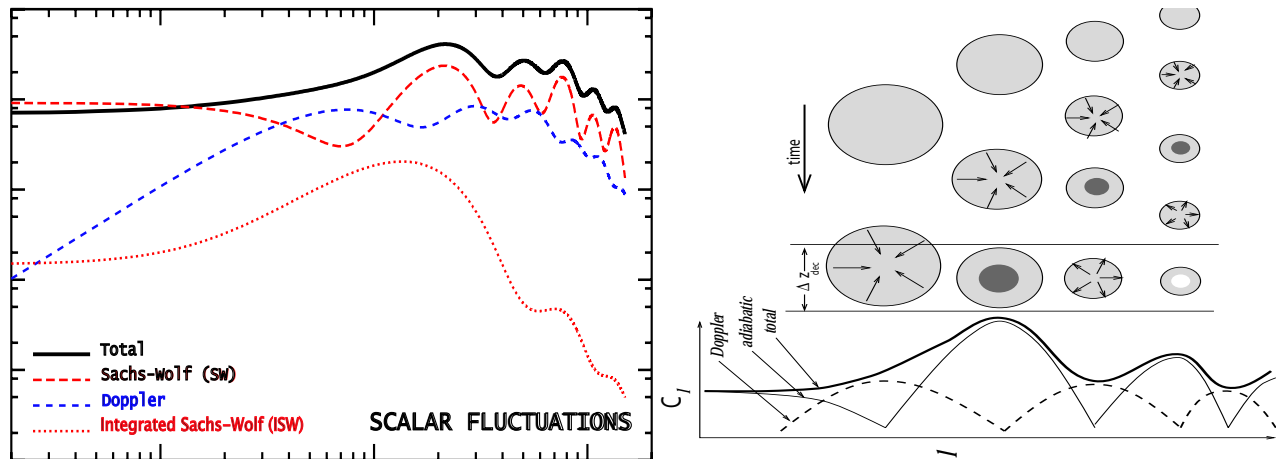 Total
Sachs-Wolf (SW)
Doppler
Integrated Sachs-Wolf (ISW)
SCALAR FLUCTUATIONS
time
Δ z dec
Doppler
adiabatic
total
C l
l